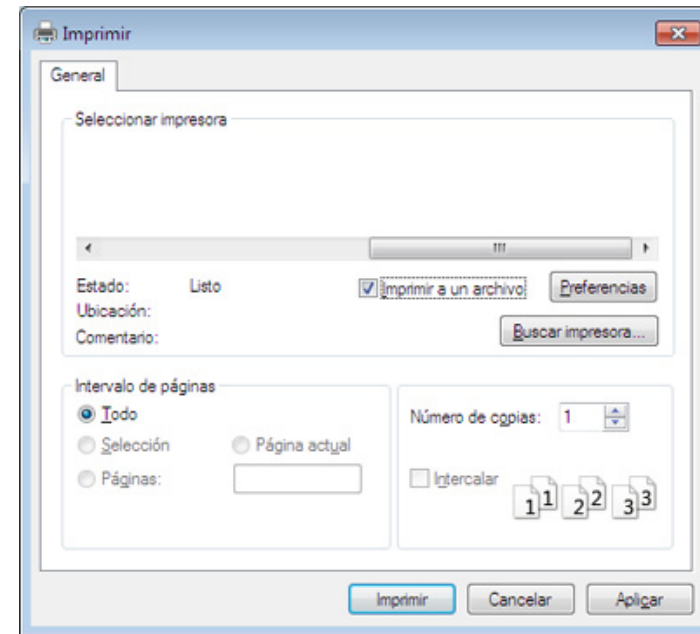 Imprimir
General
Seleccionar impresora
Estado: Listo
Imprimir a un archivo
Preferencias
Ubicación:
Comentario:
Buscar impresora...
Intervalo de páginas
Todo
Selección
Página actual
Páginas:
Número de copias: 1
Intercalar
1 1 2 2 3 3
Imprimir
Cancelar
Aplicar